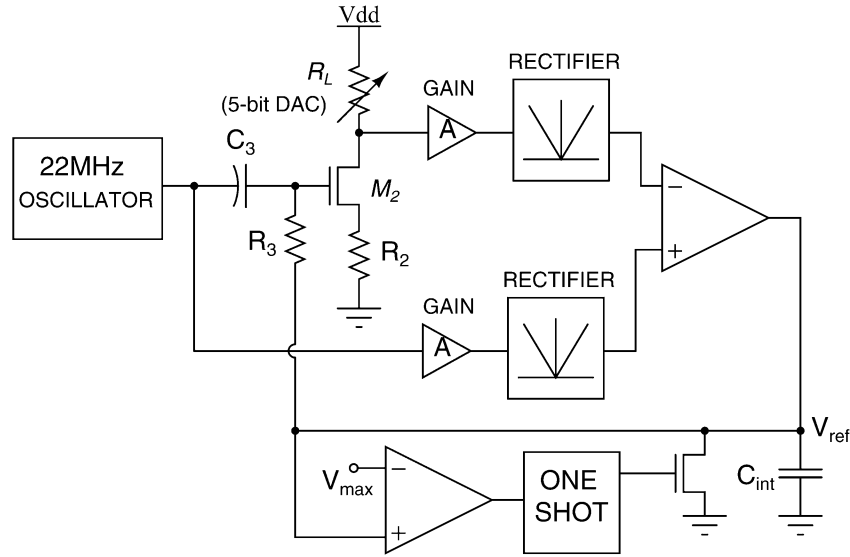 Vdd
R_L
(5-bit DAC)
GAIN
A
RECTIFIER
C_3
22MHz
OSCILLATOR
M_2
−
+
R_3
R_2
GAIN
A
RECTIFIER
V_ref
V_max
−
+
ONE
SHOT
C_int